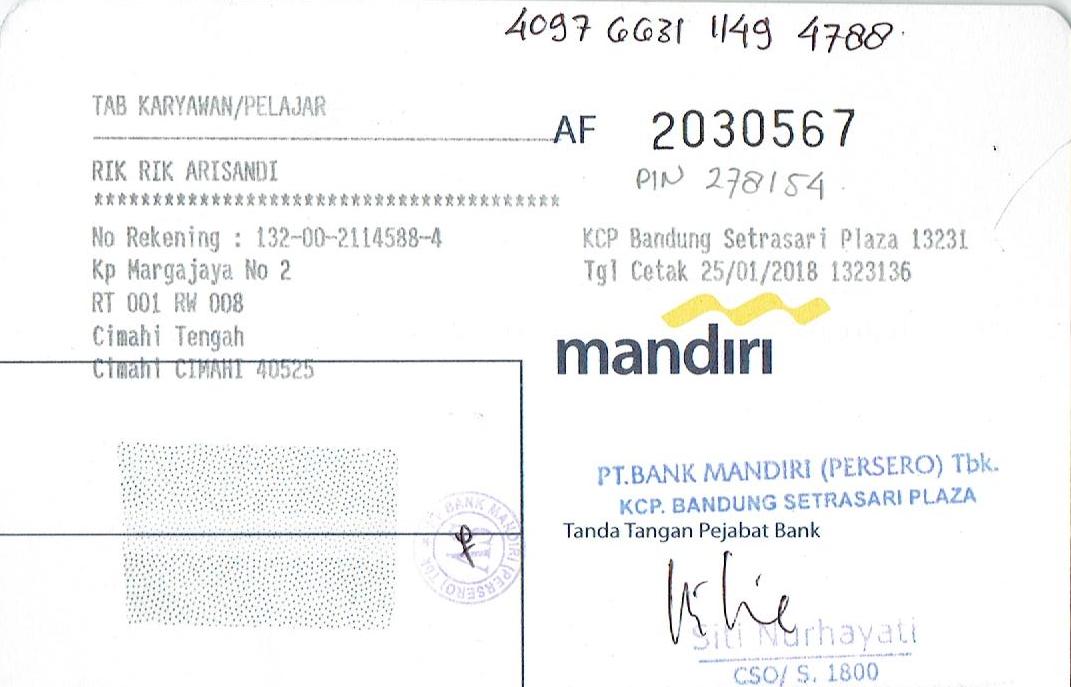 4097 6631 1149 4788
TAB KARYAWAN/PELAJAR
AF 2030567
RIK RIK ARISANDI
PIN 278154
****************************************
No Rekening : 132-00-2114588-4
Kp Margajaya No 2
RT 001 RW 008
Cimahi Tengah
Cimahi CIMAHI 40525
KCP Bandung Setrasari Plaza 13231
Tgl Cetak 25/01/2018 1323136
mandiri
PT.BANK MANDIRI (PERSERO) Tbk.
KCP. BANDUNG SETRASARI PLAZA
Tanda Tangan Pejabat Bank
Siti Nurhayati
CSO/ S. 1800
BANK MANDIRI (PERSERO) Tbk